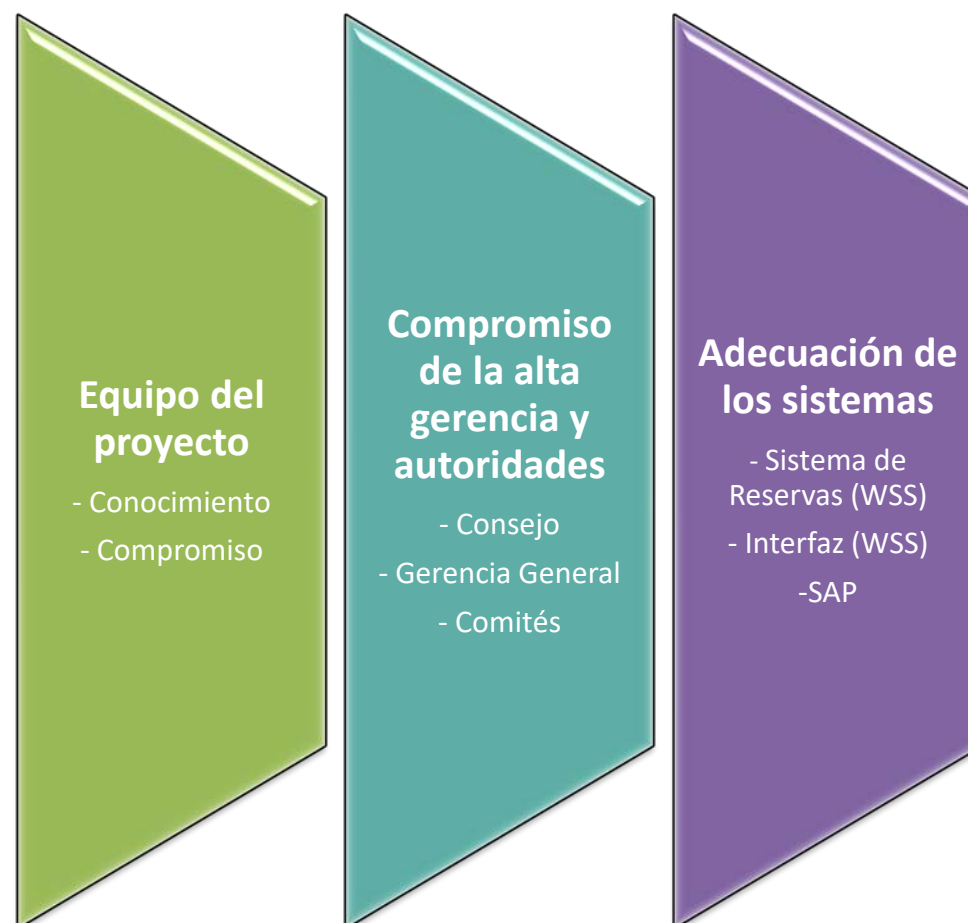 Equipo del
proyecto
- Conocimiento
- Compromiso
Compromiso
de la alta
gerencia y
autoridades
- Consejo
- Gerencia General
- Comités
Adecuación de
los sistemas
- Sistema de
Reservas (WSS)
- Interfaz (WSS)
-SAP